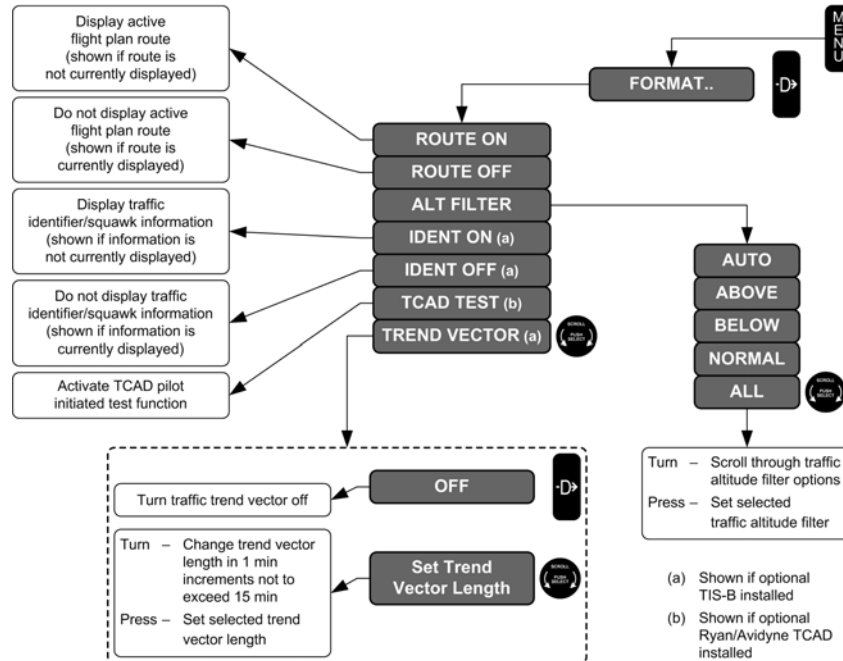 Display active
flight plan route
(shown if route is
not currently displayed)
Do not display active
flight plan route
(shown if route is
currently displayed)
Display traffic
identifier/squawk information
(shown if information is
not currently displayed)
Do not display traffic
identifier/squawk information
(shown if information is
currently displayed)
Activate TCAD pilot
initiated test function
MENU
FORMAT..
D
ROUTE ON
ROUTE OFF
ALT FILTER
IDENT ON (a)
IDENT OFF (a)
TCAD TEST (b)
TREND VECTOR (a)
SCROLL
PUSH
SELECT
AUTO
ABOVE
BELOW
NORMAL
ALL
SCROLL
PUSH
SELECT
Turn – Scroll through traffic
altitude filter options
Press – Set selected
traffic altitude filter
Turn traffic trend vector off
OFF
D
Turn – Change trend vector
length in 1 min
increments not to
exceed 15 min
Press – Set selected trend
vector length
Set Trend
Vector Length
SCROLL
PUSH
SELECT
(a) Shown if optional
TIS-B installed
(b) Shown if optional
Ryan/Avidyne TCAD
installed